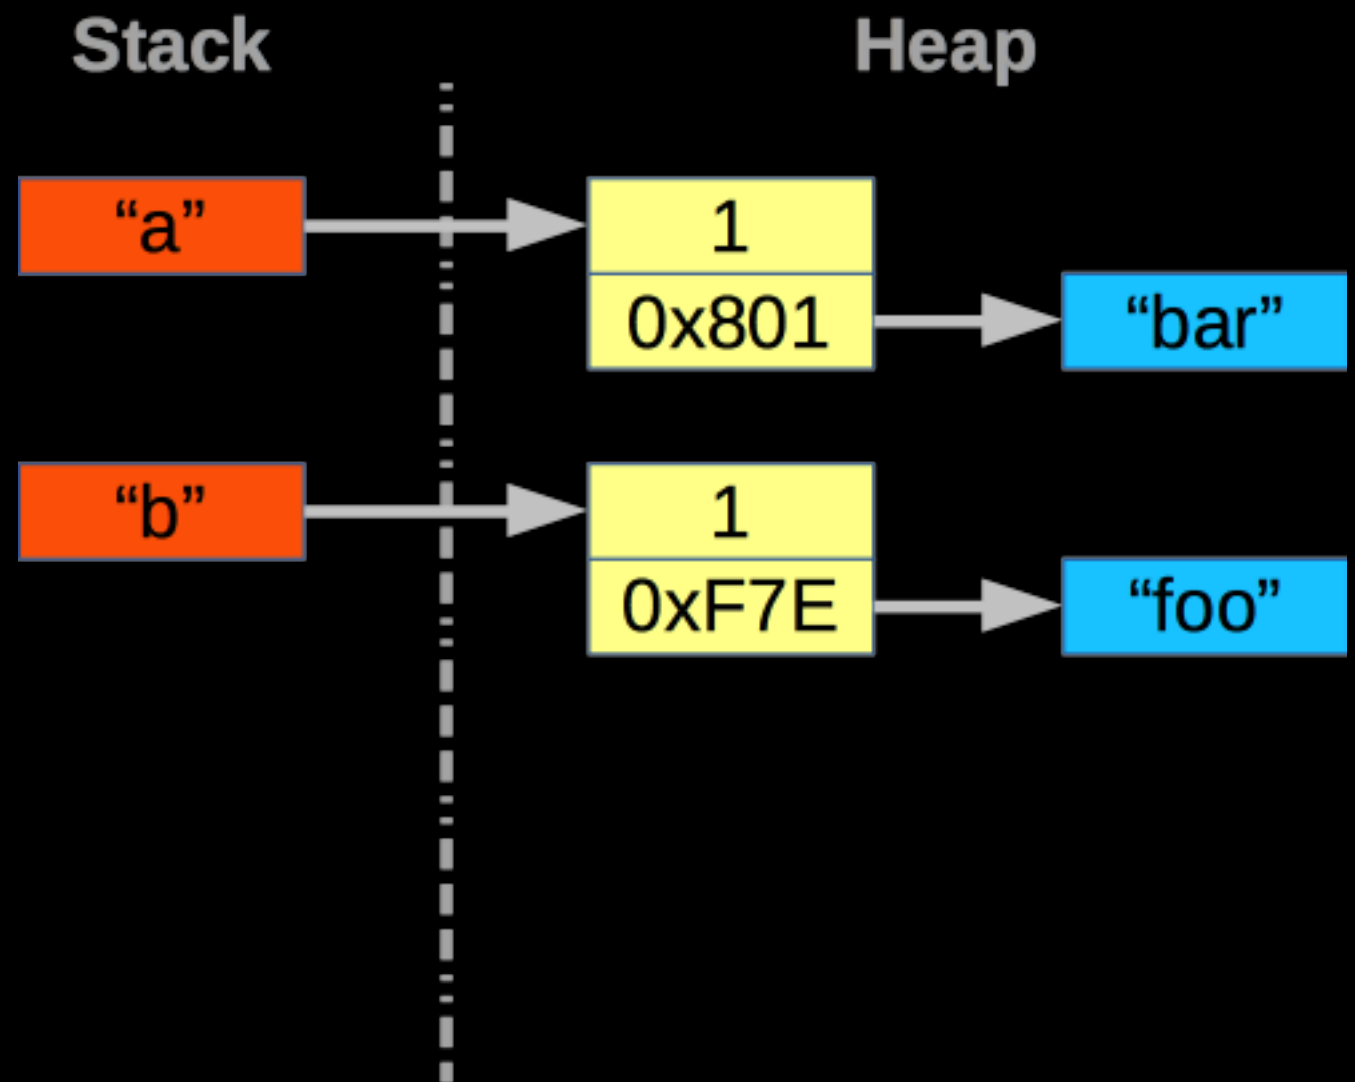 Stack
Heap
“a”
1
0x801
“bar”
“b”
1
0xF7E
“foo”